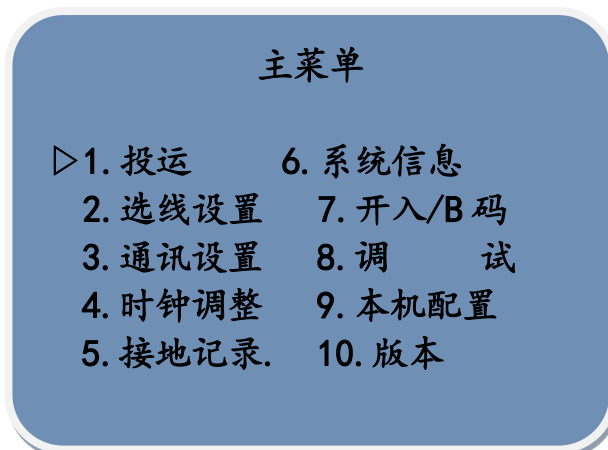 主菜单
▷1.投运 6.系统信息
2.选线设置 7.开入/B码
3.通讯设置 8.调 试
4.时钟调整 9.本机配置
5.接地记录. 10.版本